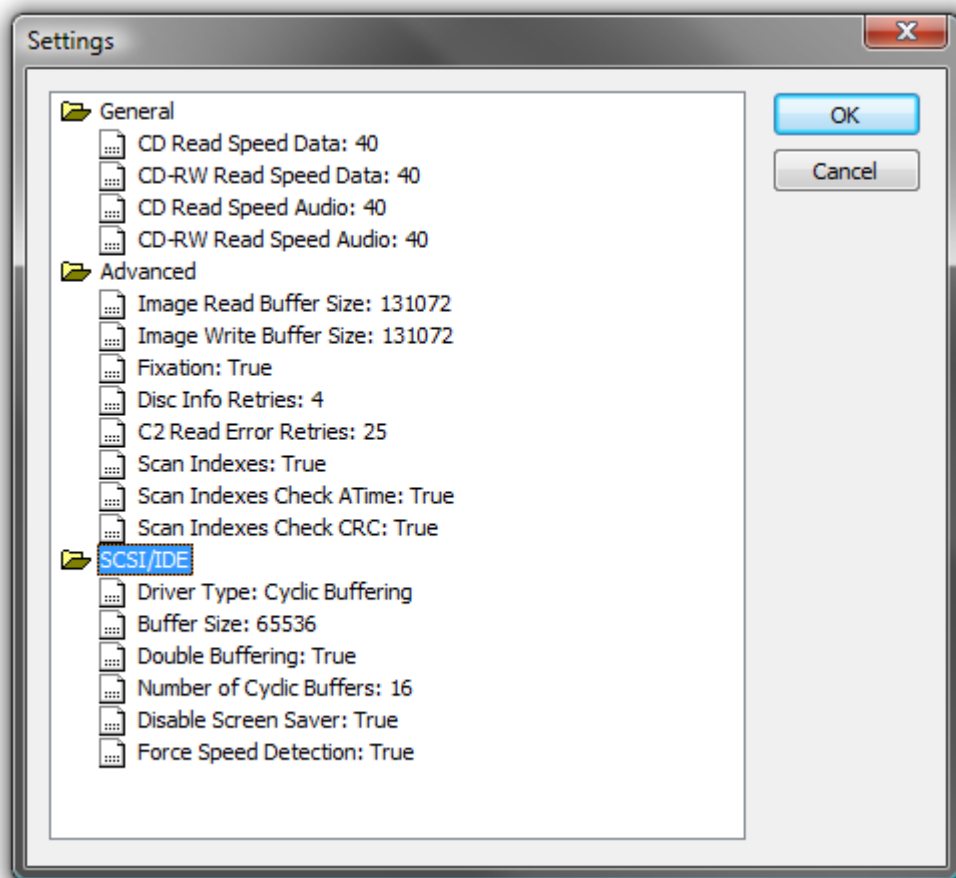 Settings
General
CD Read Speed Data: 40
CD-RW Read Speed Data: 40
CD Read Speed Audio: 40
CD-RW Read Speed Audio: 40
Advanced
Image Read Buffer Size: 131072
Image Write Buffer Size: 131072
Fixation: True
Disc Info Retries: 4
C2 Read Error Retries: 25
Scan Indexes: True
Scan Indexes Check ATime: True
Scan Indexes Check CRC: True
SCSI/IDE
Driver Type: Cyclic Buffering
Buffer Size: 65536
Double Buffering: True
Number of Cyclic Buffers: 16
Disable Screen Saver: True
Force Speed Detection: True
OK
Cancel